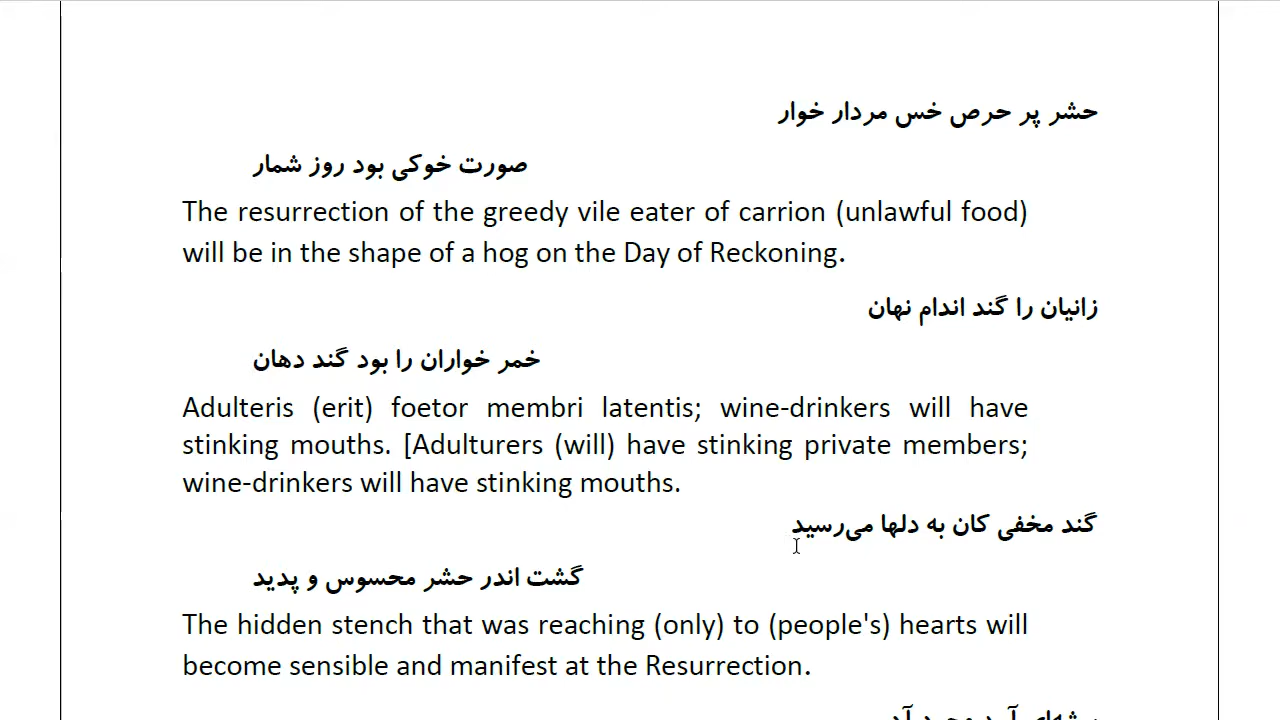 حشر پر حرص خس مردار خوار
صورت خوکی بود روز شمار
The resurrection of the greedy vile eater of carrion (unlawful food)
will be in the shape of a hog on the Day of Reckoning.
زانیان را گند اندام نهان
خمر خواران را بود گند دهان
Adulteris (erit) foetor membri latentis; wine-drinkers will have
stinking mouths. [Adulturers (will) have stinking private members;
wine-drinkers will have stinking mouths.
گند مخفی کان به دلها می‌رسید
گشت اندر حشر محسوس و پدید
The hidden stench that was reaching (only) to (people's) hearts will
become sensible and manifest at the Resurrection.